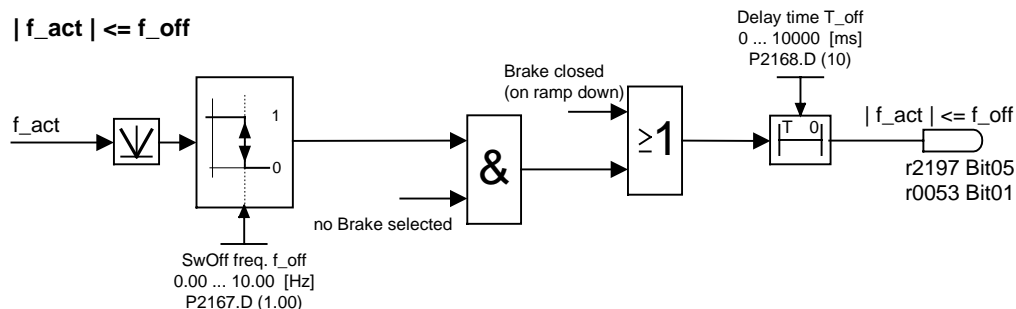 | f_act | <= f_off
Delay time T_off
0 ... 10000 [ms]
P2168.D (10)
Brake closed
(on ramp down)
f_act
1
0
&
≥1
T 0
| f_act | <= f_off
r2197 Bit05
r0053 Bit01
no Brake selected
SwOff freq. f_off
0.00 ... 10.00 [Hz]
P2167.D (1.00)